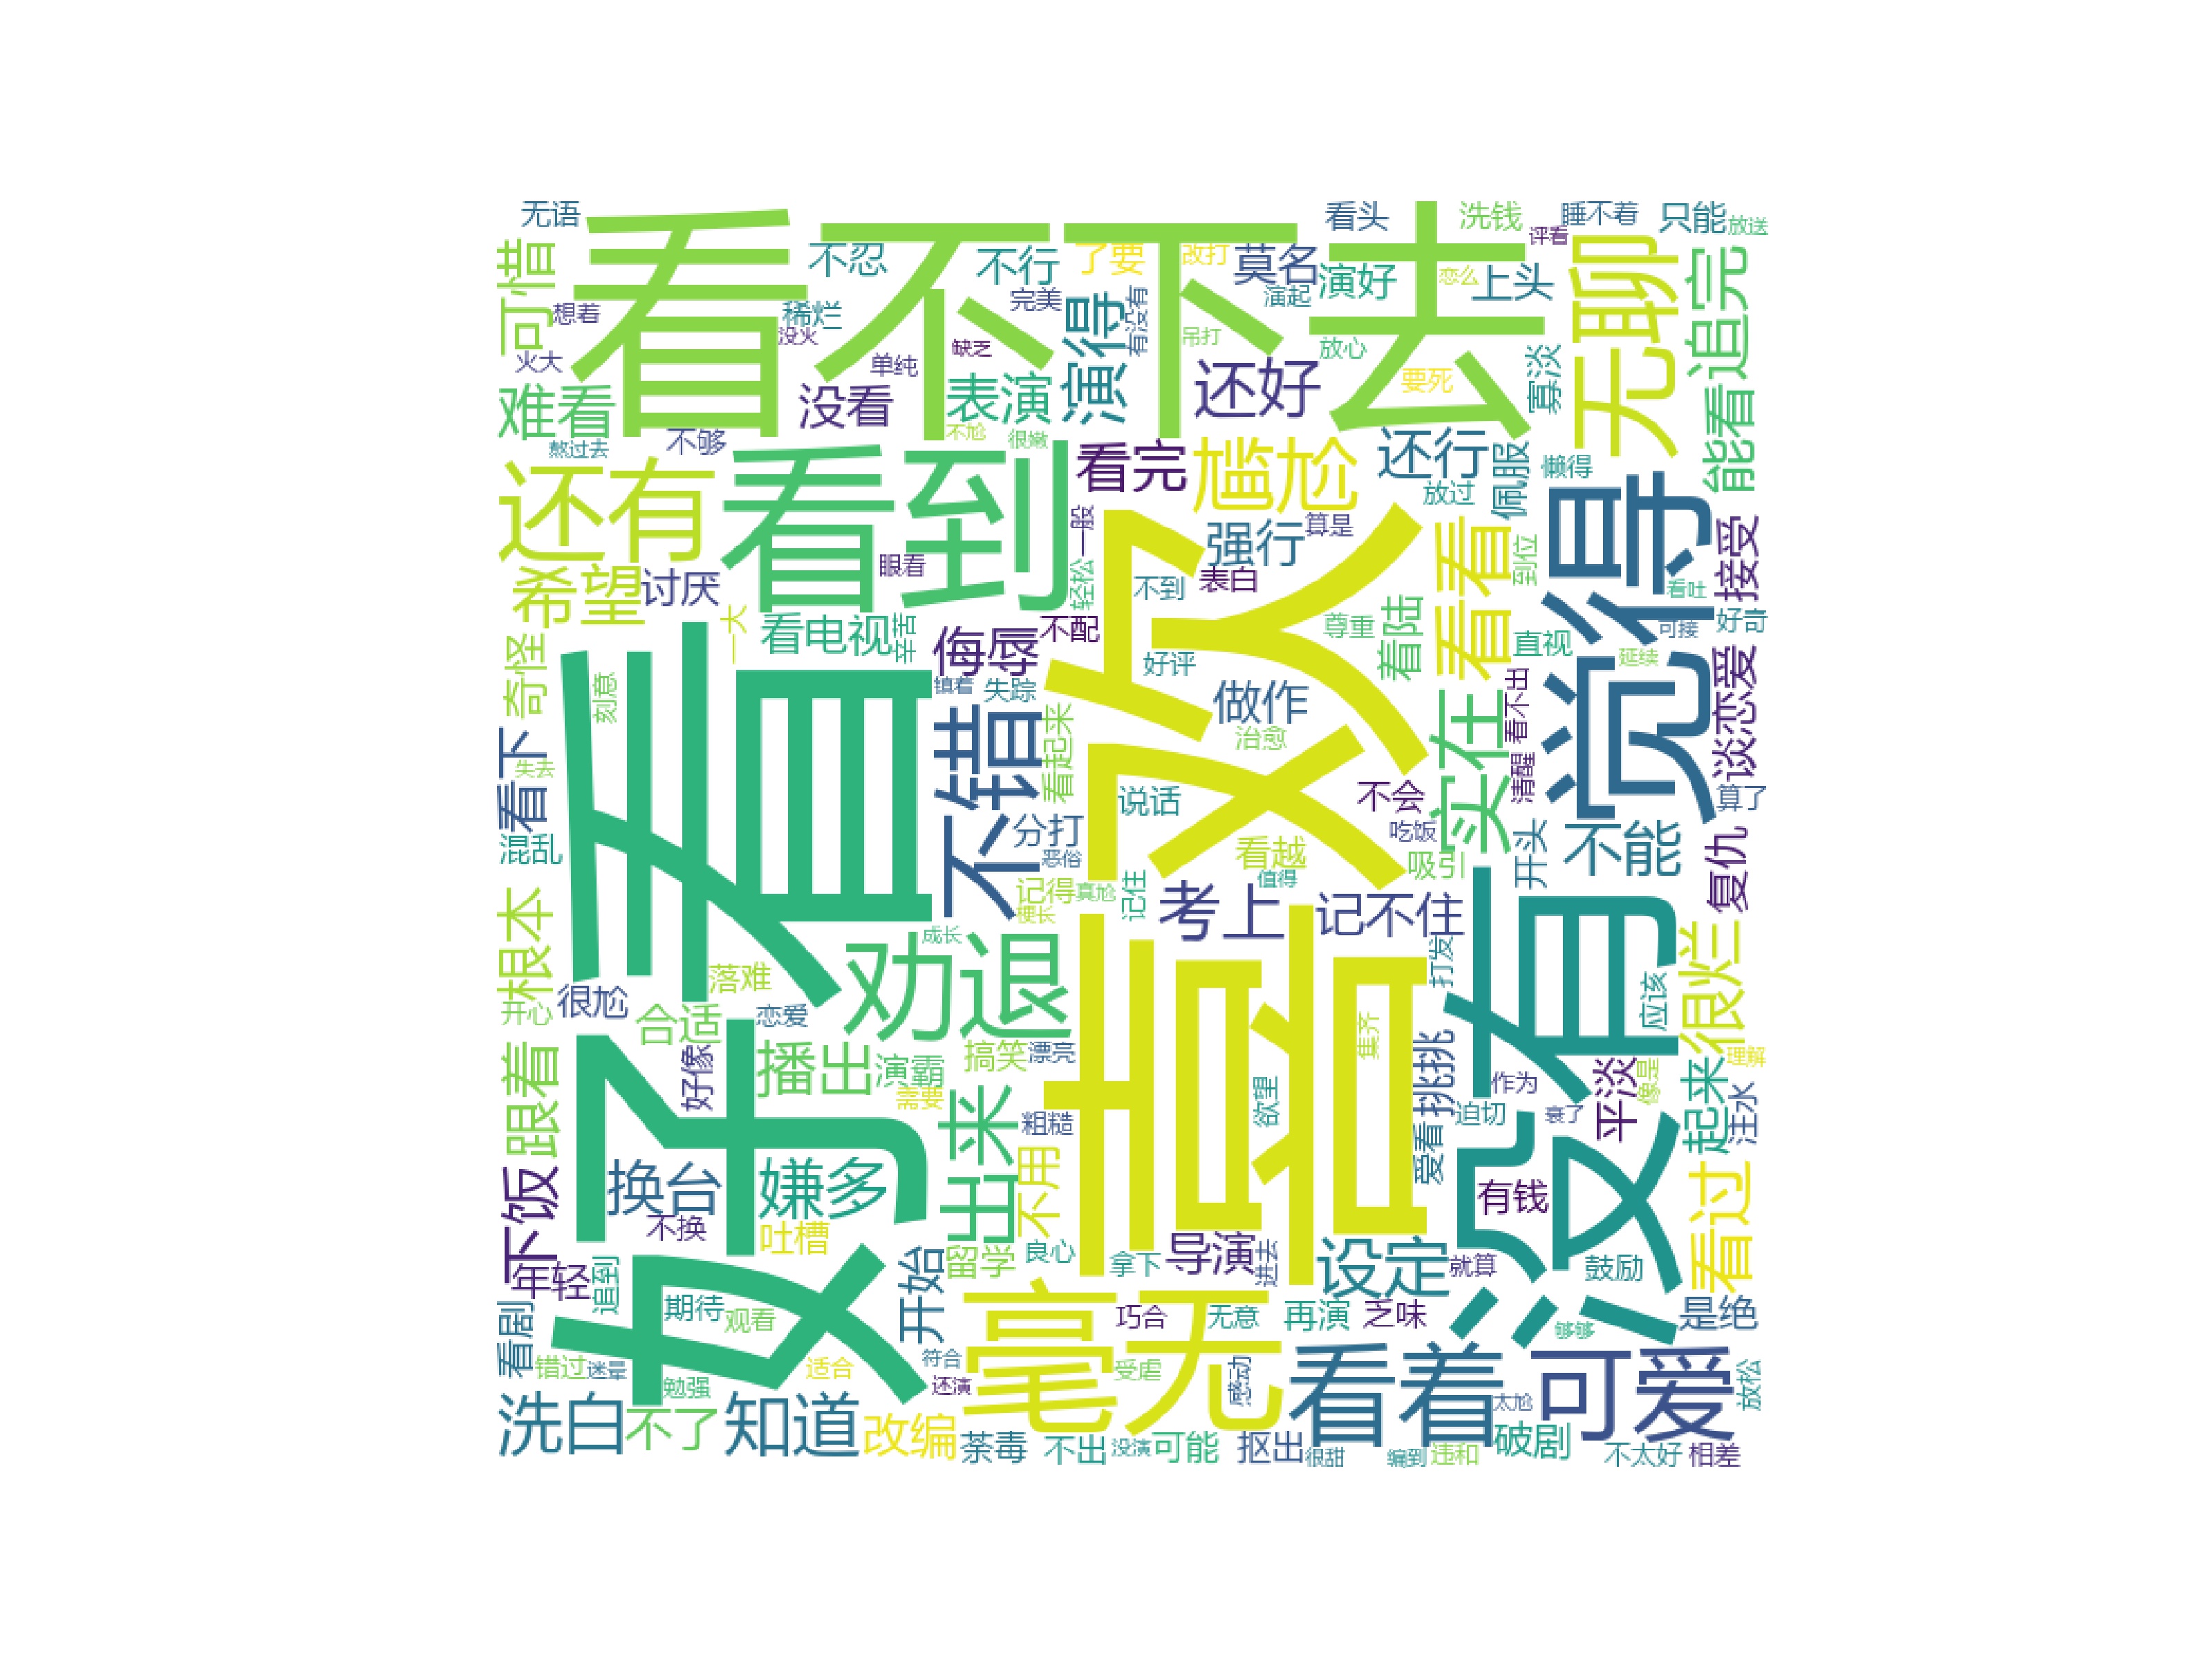 无语
看不下去
看头
洗钱
睡不着
只能
放送
评看
可惜
不忍
不行
了要
改打
莫名
演好
恋么
上头
无聊
追完
想着
稀烂
没火
完美
有没有
演起
演得
火大
单纯
缺乏
吊打
放心
寡淡
难看
没看
表演
还好
要死
能看
熬过去
不够
不尬
很嫩
还有
看到
看完
尴尬
还行
佩服
懒得
放过
觉得
喜欢
强行
算是
看看
到位
接受
一般
眼看
希望
讨厌
轻松
不到
表白
看吐
一大
看电视
辛苦
侮辱
不配
尊重
着陆
直视
可接
好奇
好评
延续
奇怪
刻意
好看
镇着
失踪
做作
实在
看不出
谈恋爱
看下
失去
不错
看起来
治愈
清醒
说话
不会
算了
混乱
分打
恶俗
看越
吃饭
吸引
开头
不能
复仇
根本
记得
真尬
记住
值得
考上
记不住
没有
成长
劝退
打发
很烂
落难
很尬
开心
合适
恋爱
应该
跟着
好像
播出
演霸
搞笑
漂亮
集齐
挑挑
平淡
像是
理解
起来
需要
出来
粗糙
欲望
作为
迫切
衰了
注水
爱看
下饭
换台
嫌多
不用
有钱
看过
不换
吐槽
年轻
追到
开始
留学
良心
拿下
导演
进去
设定
就算
鼓励
期待
观看
毫无
巧合
无意
再演
乏味
够够
是绝
看剧
错过
适合
符合
受虐
感动
看着
可爱
放松
勉强
还演
太尬
洗白
不了
知道
改编
荼毒
不出
没演
可能
抠出
很甜
编到
违和
破剧
不太好
相差